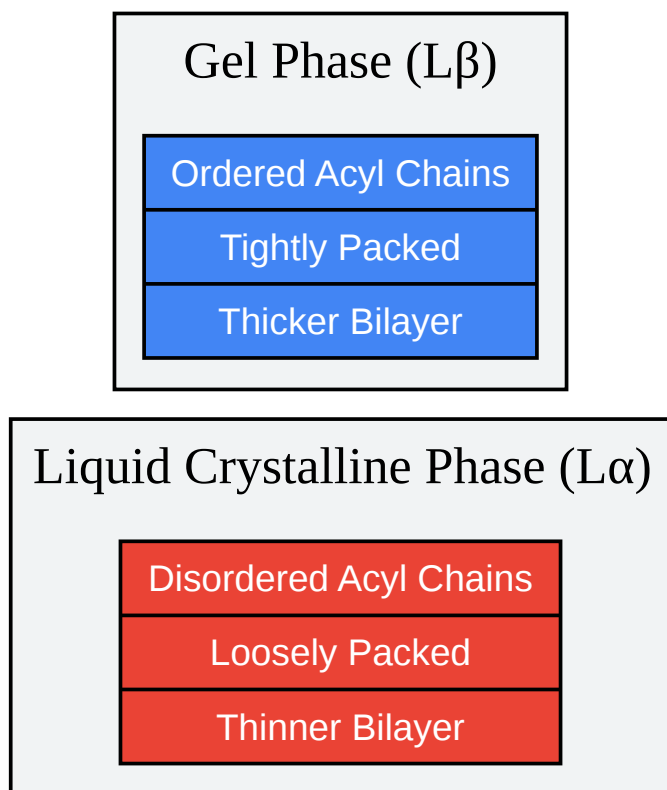 Gel Phase (Lβ)
Ordered Acyl Chains
Tightly Packed
Thicker Bilayer
Liquid Crystalline Phase (Lα)
Disordered Acyl Chains
Loosely Packed
Thinner Bilayer